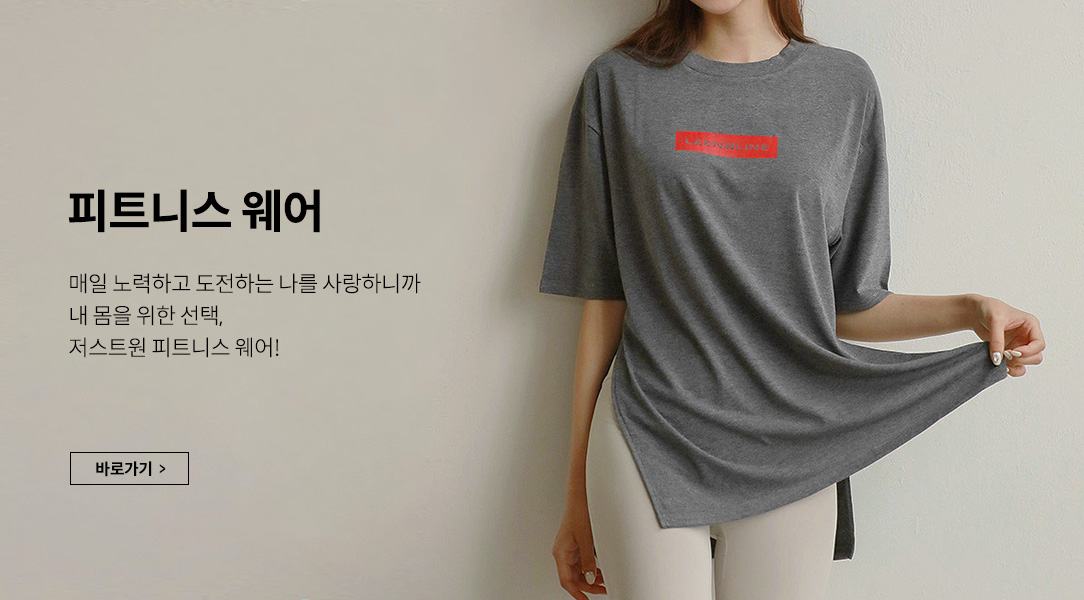 피트니스 웨어
매일 노력하고 도전하는 나를 사랑하니까
내 몸을 위한 선택,
저스트원 피트니스 웨어!
바로가기 >